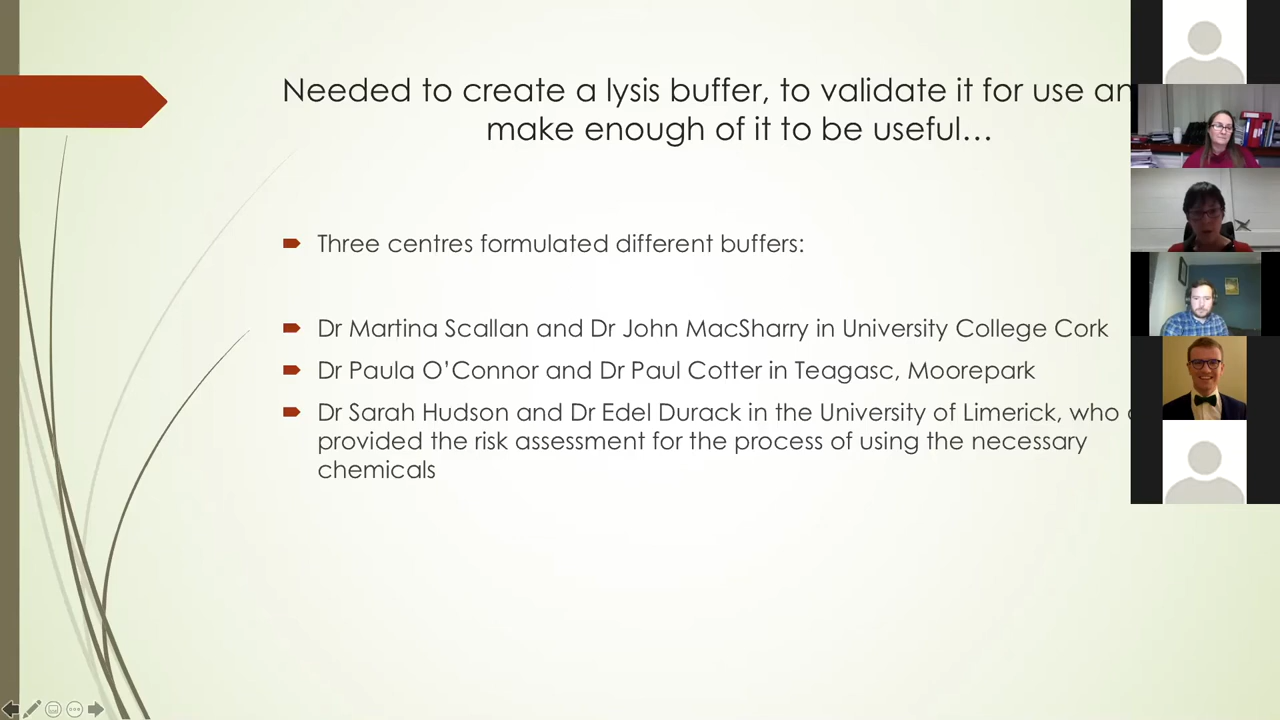 Needed to create a lysis buffer, to validate it for use an
make enough of it to be useful…
Three centres formulated different buffers:
Dr Martina Scallan and Dr John MacSharry in University College Cork
Dr Paula O'Connor and Dr Paul Cotter in Teagasc, Moorepark
Dr Sarah Hudson and Dr Edel Durack in the University of Limerick, who
provided the risk assessment for the process of using the necessary
chemicals